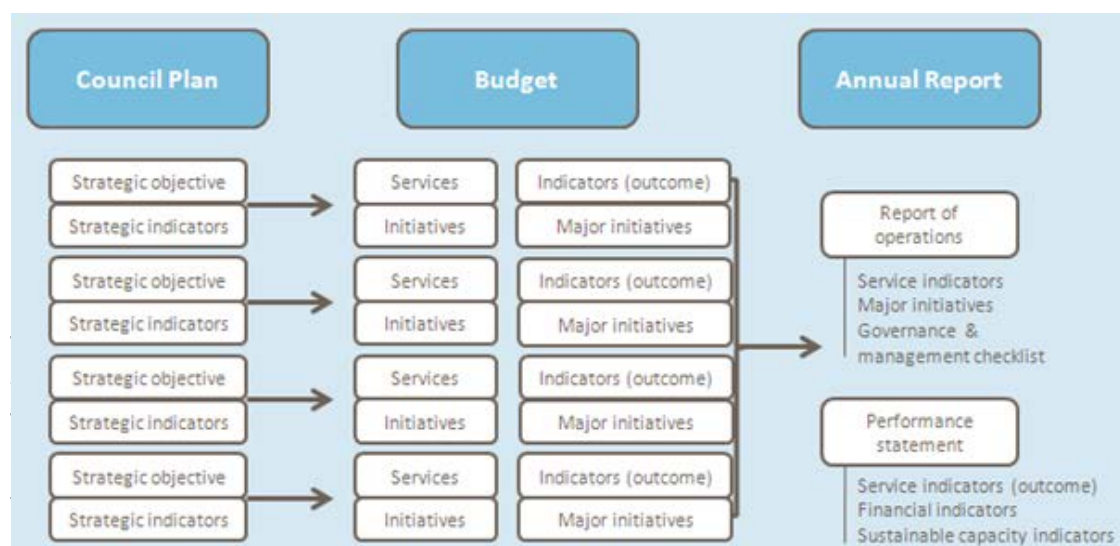 Council Plan
Budget
Annual Report
Strategic objective
Strategic indicators
Services
Initiatives
Indicators (outcome)
Major initiatives
Strategic objective
Strategic indicators
Services
Initiatives
Indicators (outcome)
Major initiatives
Strategic objective
Strategic indicators
Services
Initiatives
Indicators (outcome)
Major initiatives
Strategic objective
Strategic indicators
Services
Initiatives
Indicators (outcome)
Major initiatives
Report of
operations
Service indicators
Major initiatives
Governance &
management checklist
Performance
statement
Service indicators (outcome)
Financial indicators
Sustainable capacity indicators